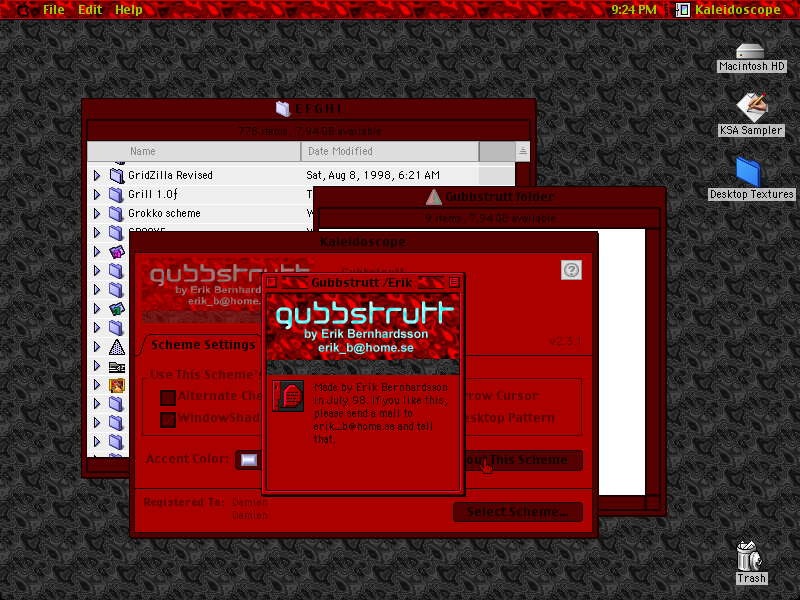 File Edit Help
9:24 PM
Kaleidoscope
Macintosh HD
KSA Sampler
Desktop Textures
Trash
EFGHI
778 items, 7.94 GB available
Name
Date Modified
GridZilla Revised
Sat, Aug 8, 1998, 6:21 AM
Grill 1.0f
Grokko scheme
GROOVE
Gubbstrutt folder
9 items, 7.94 GB available
Kaleidoscope
gubbstrutt
by Erik Bernhardsson
erik_b@home.
Gubbstrutt
v2.3.1
Scheme Settings
Use This Scheme's
Alternate Che
WindowShad
rrow Cursor
esktop Pattern
Accent Color:
out This Scheme
Registered To:
Damien
Damien
Select Scheme...
Gubbstrutt /Erik
gubbstrutt
by Erik Bernhardsson
erik_b@home.se
Made by Erik Bernhardsson
in July 98. If you like this,
please send a mail to
erik_b@home.se and tell
that.